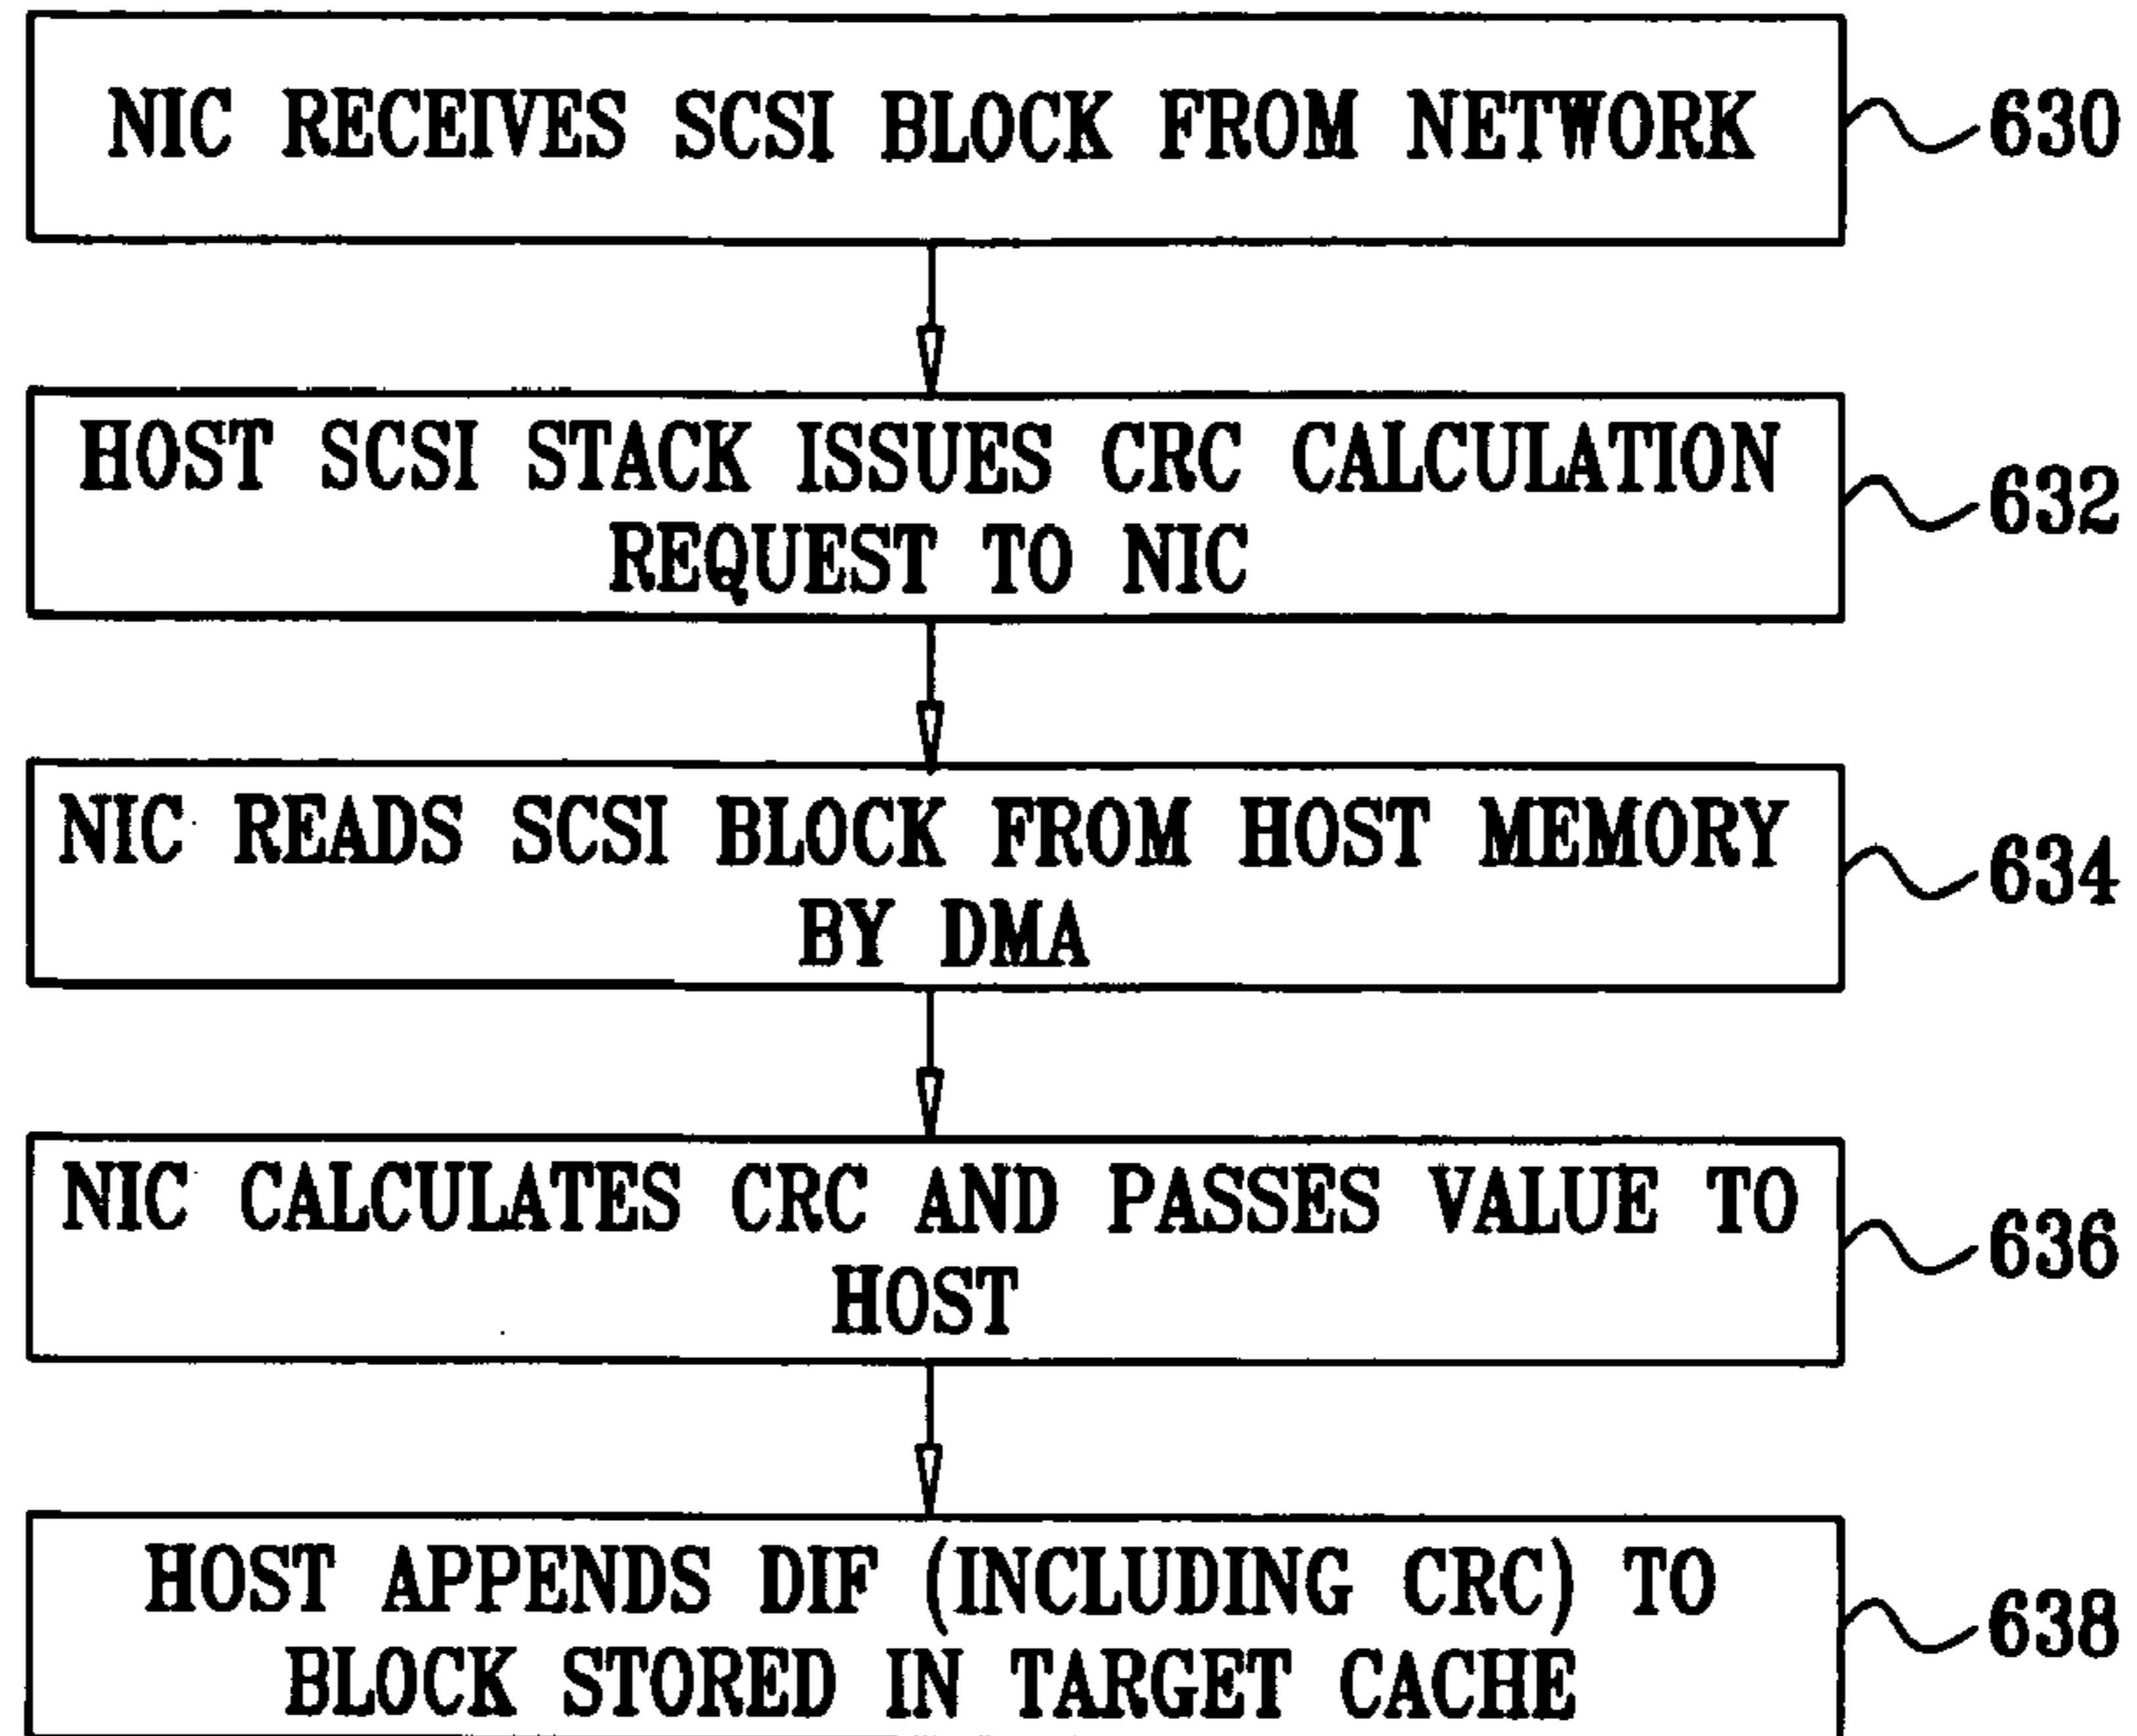 NIC RECEIVES SCSI BLOCK FROM NETWORK
630
HOST SCSI STACK ISSUES CRC CALCULATION
REQUEST TO NIC
632
NIC READS SCSI BLOCK FROM HOST MEMORY
BY DMA
634
NIC CALCULATES CRC AND PASSES VALUE TO
HOST
636
HOST APPENDS DIF (INCLUDING CRC) TO
BLOCK STORED IN TARGET CACHE
638